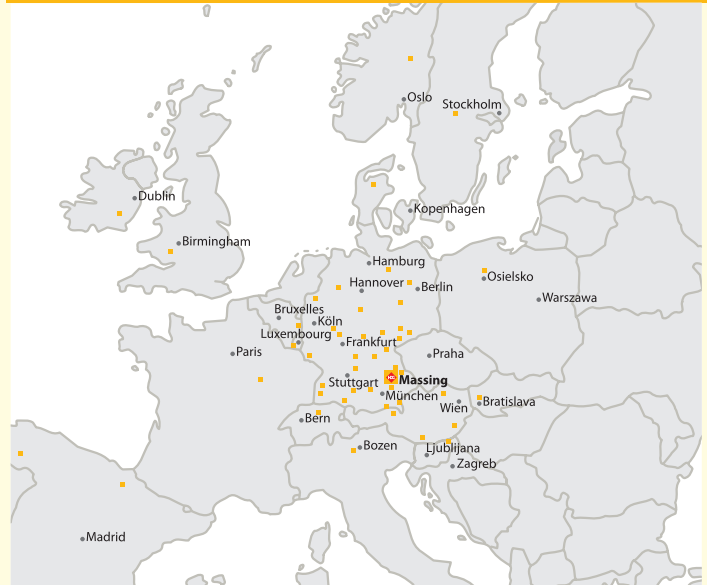 Oslo
Stockholm
Dublin
Kopenhagen
Birmingham
Hamburg
Osielsko
Hannover
Berlin
Warszawa
Bruxelles
Köln
Luxembourg
Frankfurt
Paris
Praha
Massing
Stuttgart
München
Wien
Bratislava
Bern
Bozen
Ljublijana
Zagreb
Madrid